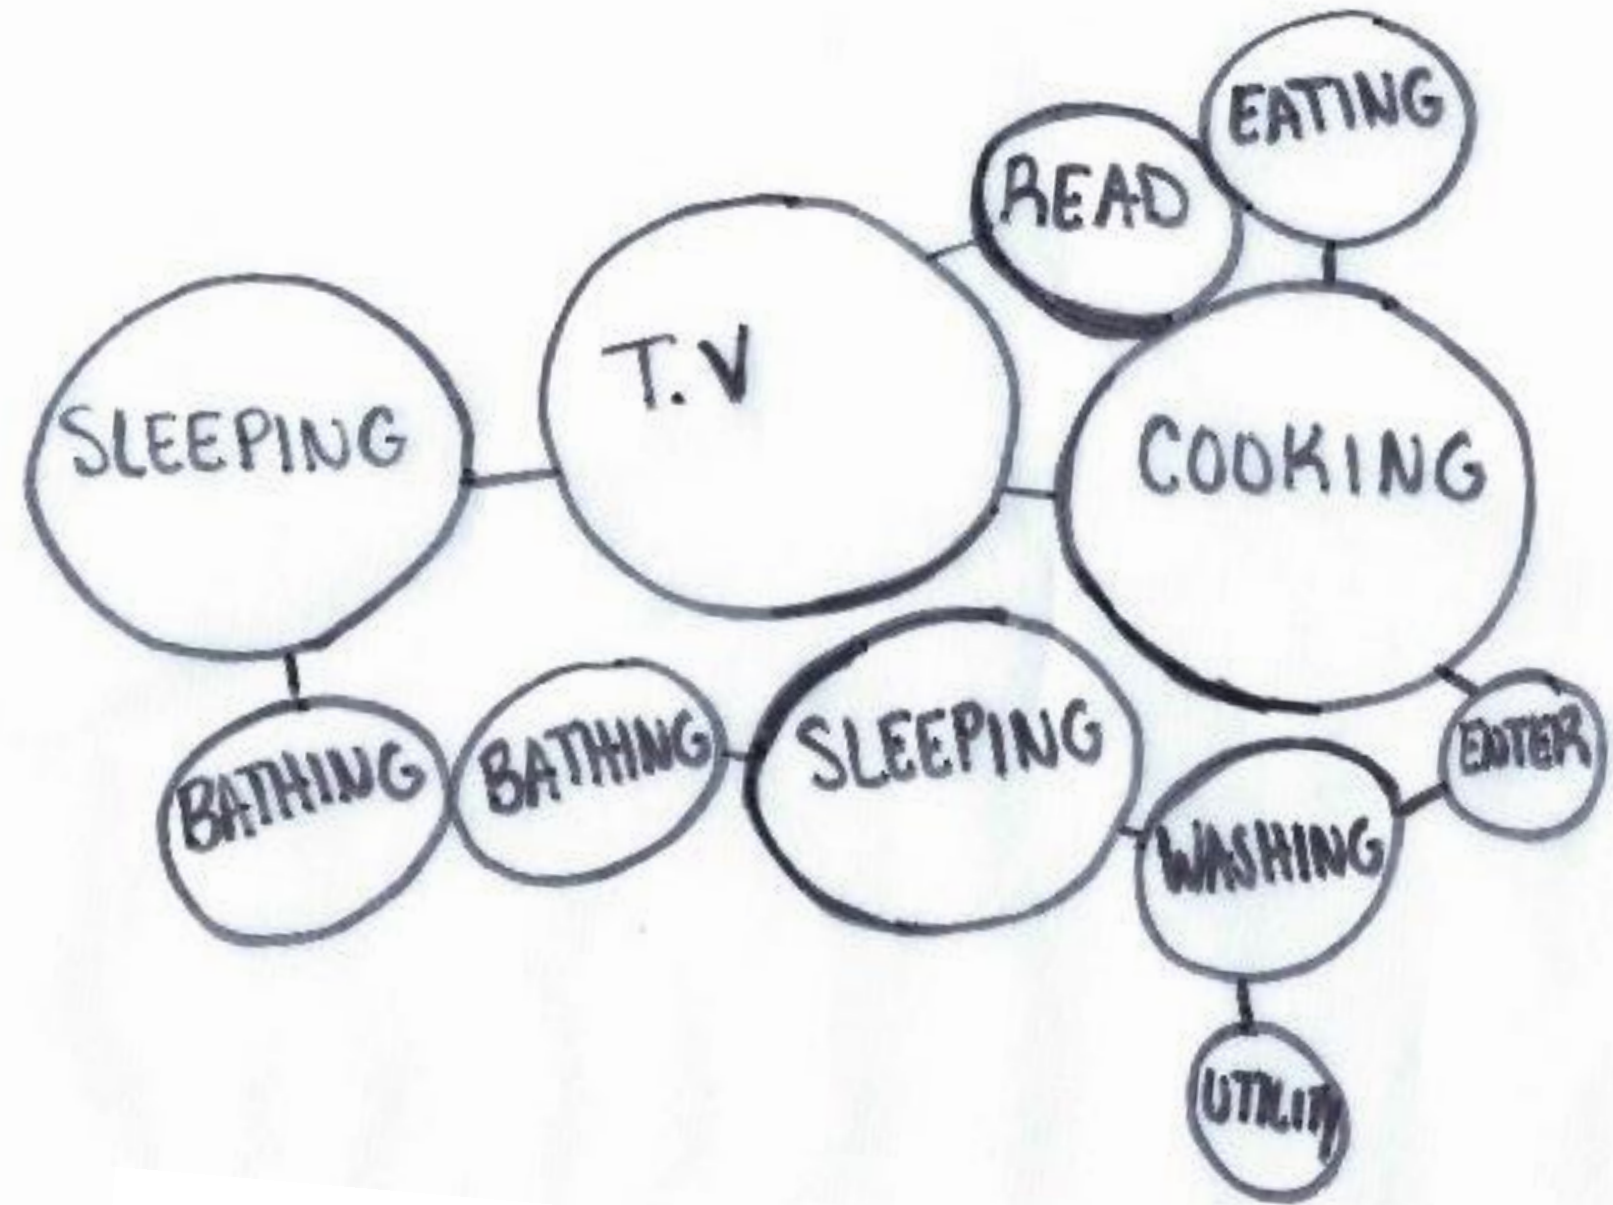 EATING
READ
T.V
SLEEPING
COOKING
SLEEPING
BATHING
BATHING
ENTER
WASHING
UTILITY